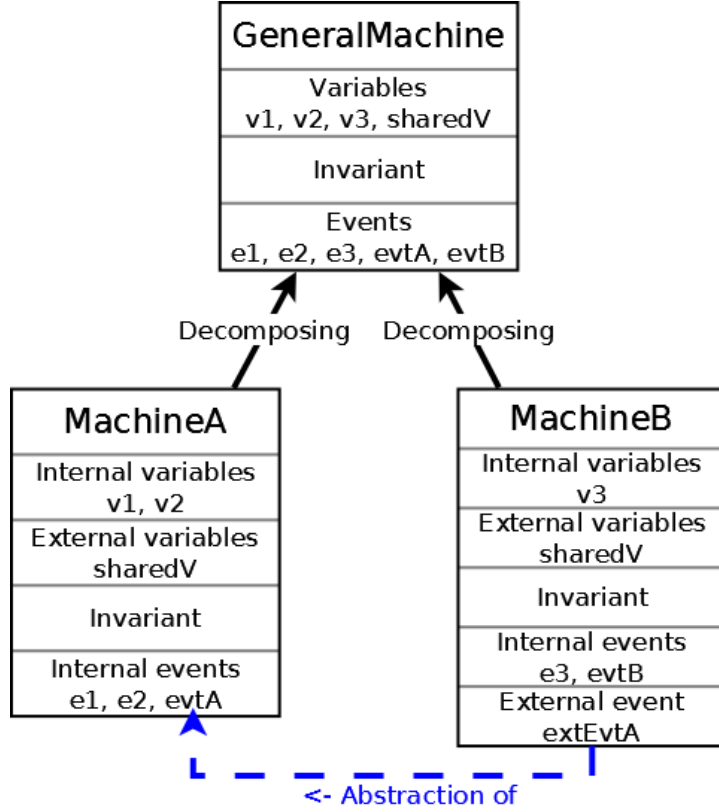 GeneralMachine
Variables
v1, v2, v3, sharedV
Invariant
Events
e1, e2, e3, evtA, evtB
Decomposing
Decomposing
MachineA
Internal variables
v1, v2
External variables
sharedV
Invariant
Internal events
e1, e2, evtA
MachineB
Internal variables
v3
External variables
sharedV
Invariant
Internal events
e3, evtB
External event
extEvtA
<- Abstraction of